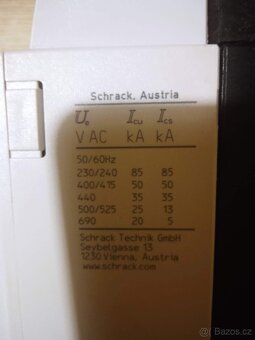 Schrack, Austria
Ue Icu Ics
V AC kA kA
50/60Hz
230/240 85 85
400/415 50 50
440 35 35
500/525 25 13
690 20 5
Schrack Technik GmbH
Seybelgasse 13
1230 Vienna, Austria
www.schrack.com
Bazoš.cz